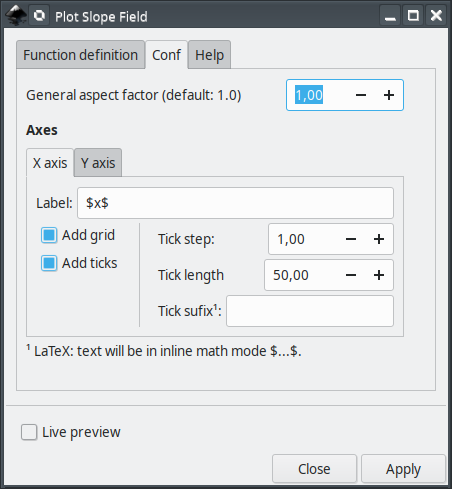 Plot Slope Field
Function definition Conf Help
General aspect factor (default: 1.0) 1,00
Axes
X axis Y axis
Label: $x$
Add grid Tick step: 1,00
Add ticks Tick length 50,00
Tick sufix¹:
¹ LaTeX: text will be in inline math mode $...$.
Live preview
Close Apply